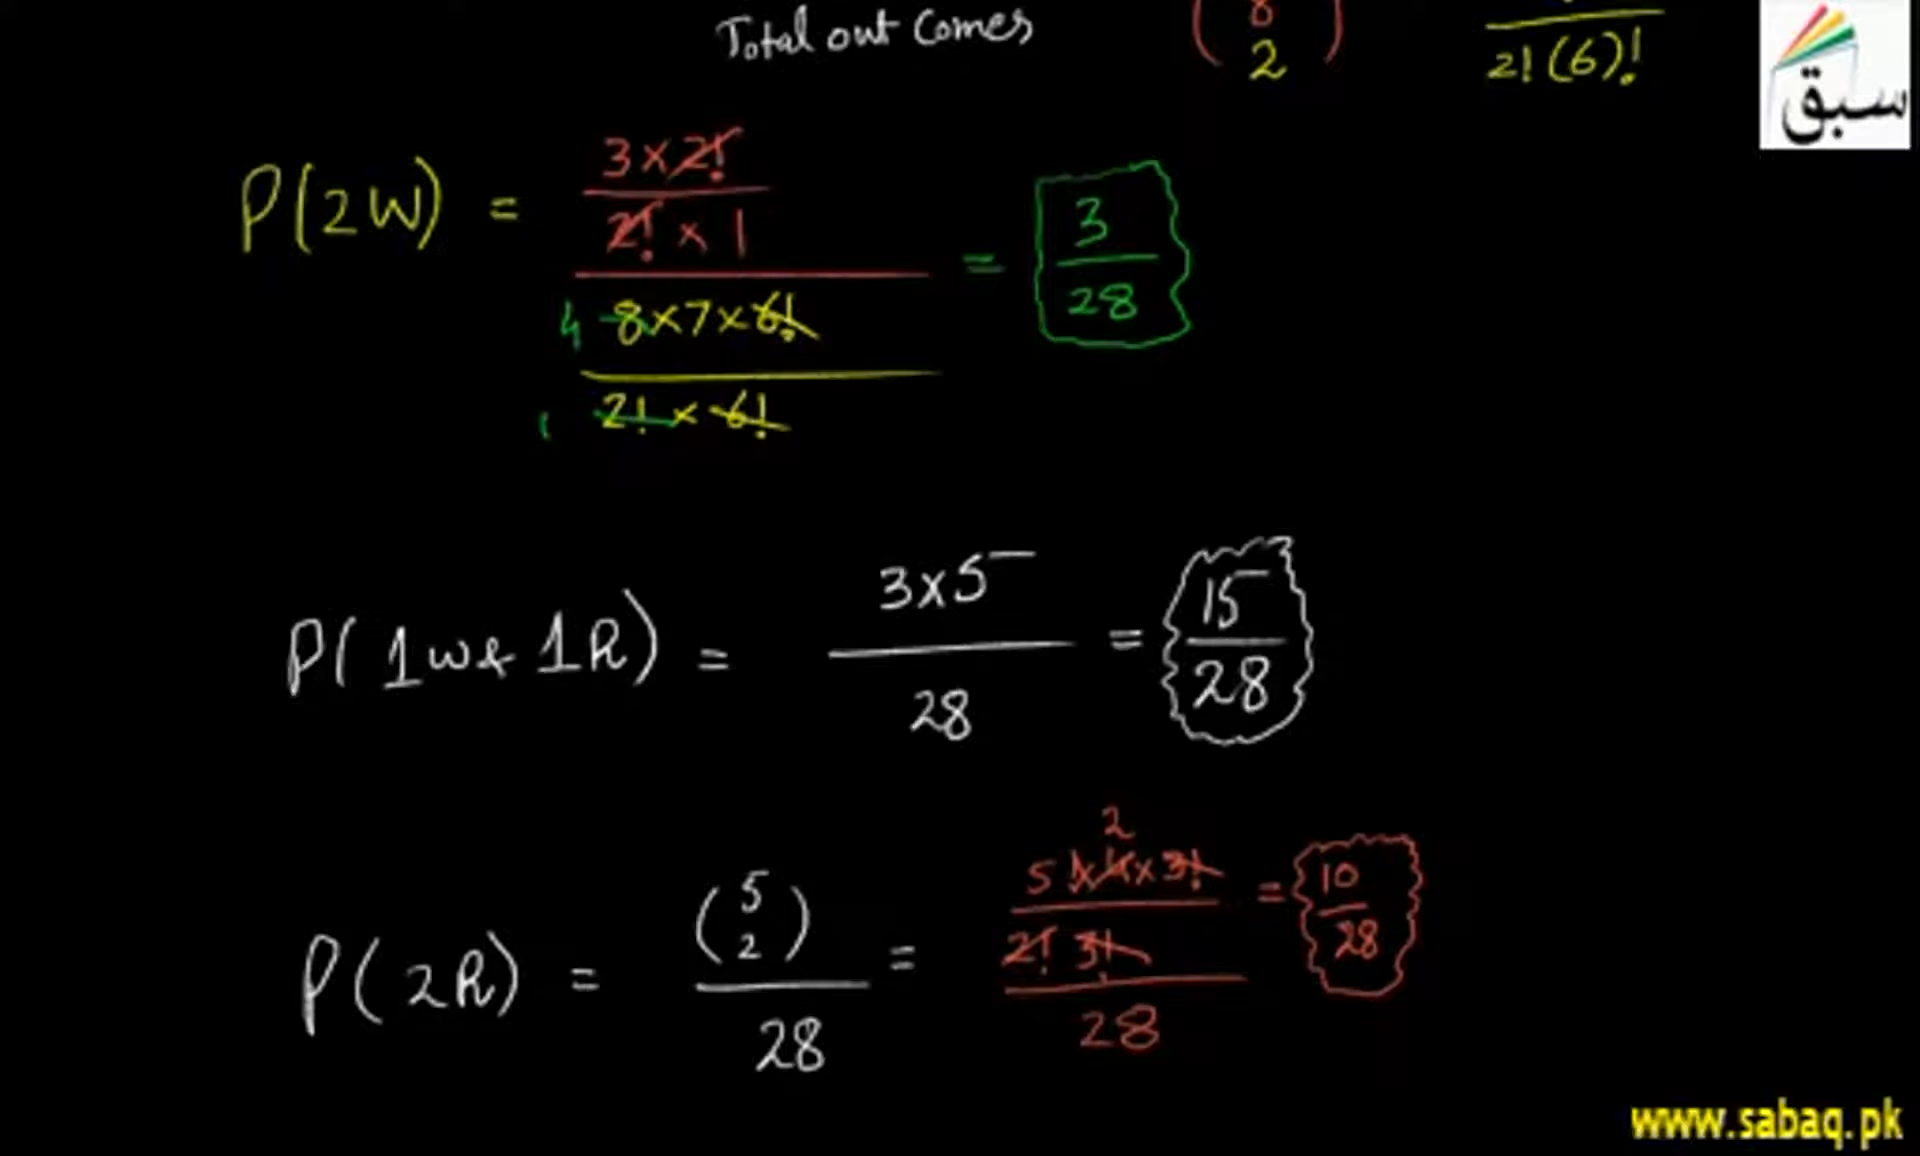 Total out comes (8 2) 2!(6)!
سبق
P(2W) = 3×2! / 2!×1 / 8×7×6! / 2!×6! = 3/28
4
1
P(1W & 1R) = 3×5 / 28 = 15/28
2
P(2R) = (5 2) / 28 = 5×4×3! / 2! 3! / 28 = 10/28
www.sabaq.pk